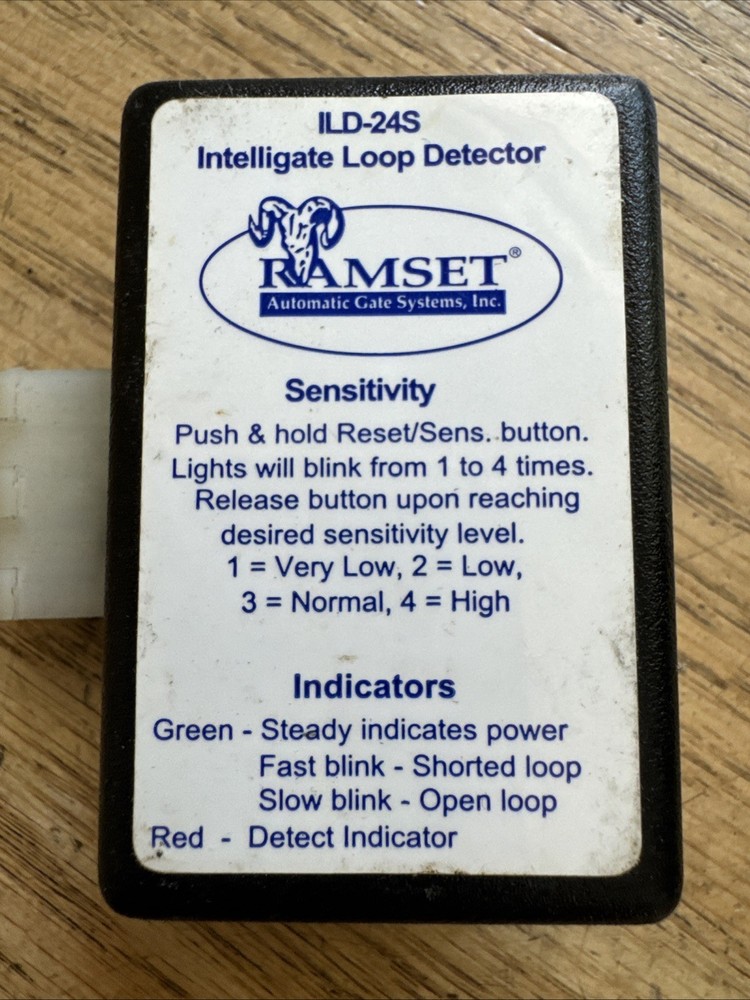 ILD-24S
Intelligate Loop Detector
RAMSET®
Automatic Gate Systems, Inc.
Sensitivity
Push & hold Reset/Sens. button.
Lights will blink from 1 to 4 times.
Release button upon reaching
desired sensitivity level.
1 = Very Low, 2 = Low,
3 = Normal, 4 = High
Indicators
Green - Steady indicates power
Fast blink - Shorted loop
Slow blink - Open loop
Red - Detect Indicator